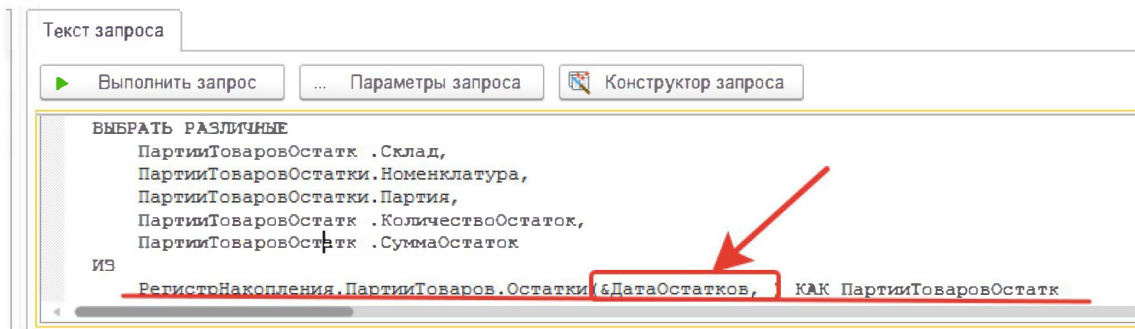 Текст запроса
Выполнить запрос ... Параметры запроса Конструктор запроса
ВЫБРАТЬ РАЗЛИЧНЫЕ
ПартииТоваровОстатк .Склад,
ПартииТоваровОстатки.Номенклатура,
ПартииТоваровОстатки.Партия,
ПартииТоваровОстатк .КоличествоОстаток,
ПартииТоваровОстатк .СуммаОстаток
ИЗ
РегистрНакопления.ПартииТоваров.Остатки(&ДатаОстатков, ) КАК ПартииТоваровОстатк